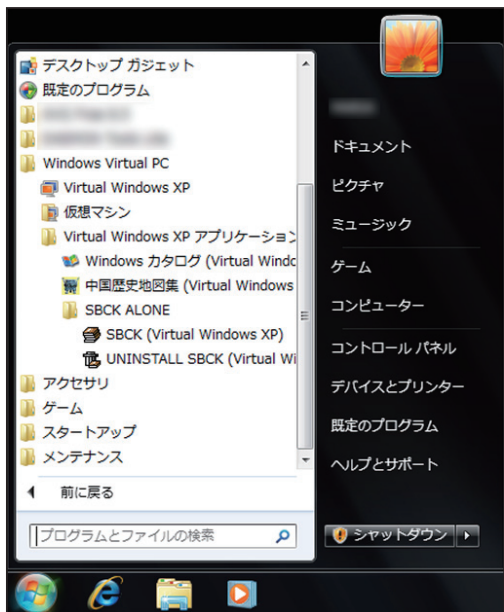 デスクトップ ガジェット
既定のプログラム
Windows Virtual PC
Virtual Windows XP
仮想マシン
Virtual Windows XP アプリケーション
Windows カタログ (Virtual Windo
中国歴史地図集 (Virtual Windows
SBCK ALONE
SBCK (Virtual Windows XP)
UNINSTALL SBCK (Virtual Wi
アクセサリ
ゲーム
スタートアップ
メンテナンス
前に戻る
プログラムとファイルの検索
ドキュメント
ピクチャ
ミュージック
ゲーム
コンピューター
コントロール パネル
デバイスとプリンター
既定のプログラム
ヘルプとサポート
シャットダウン